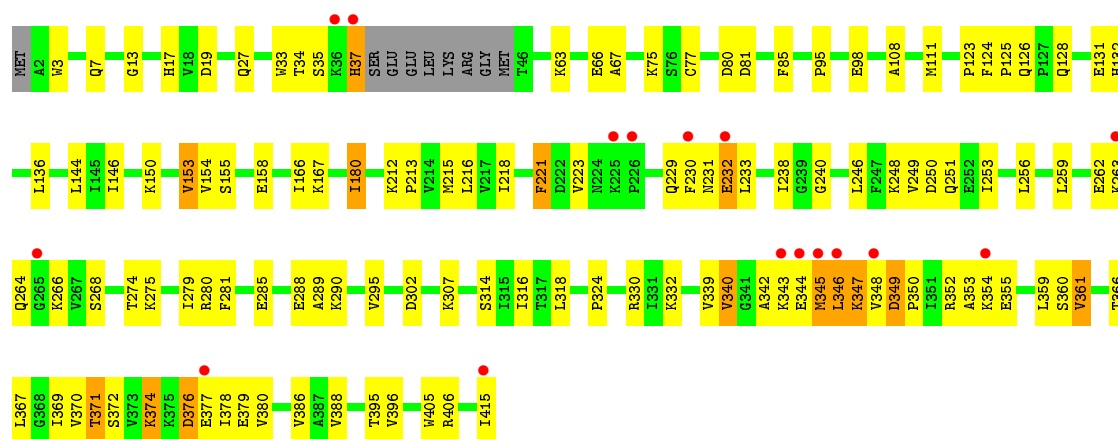 MET A2 W3 Q7 G13 H17 V18 D19 Q27 W33 T34 S35 K36 H37 SER GLU GLU LEU LYS ARG GLY MET T46 K63 E66 A67 K75 S76 C77 D80 D81 F85 P95 E98 A108 M111 P123 F124 P125 Q126 P127 Q128 E131 H132
L136 L144 I145 I146 K150 V153 V154 S155 E158 I166 K167 I180 K212 P213 V214 M215 L216 V217 I218 F221 D222 V223 N224 K225 P226 Q229 F230 N231 E232 L233 I238 G239 G240 L246 F247 K248 V249 D250 Q251 E252 I253 L256 L259 E262
Q264 G265 K266 V267 S268 T274 K275 I279 R280 F281 E285 E288 A289 K290 V295 D302 K307 S314 I315 I316 T317 L318 P324 R330 I331 K332 V339 V340 G341 A342 K343 E344 M345 L346 K347 V348 D349 P350 I351 R352 A353 K354 E355 L359 S360 V361 T366
L367 G368 I369 V370 T371 S372 V373 K374 K375 D376 E377 I378 E379 V380 V386 A387 V388 T395 V396 W405 R406 I415